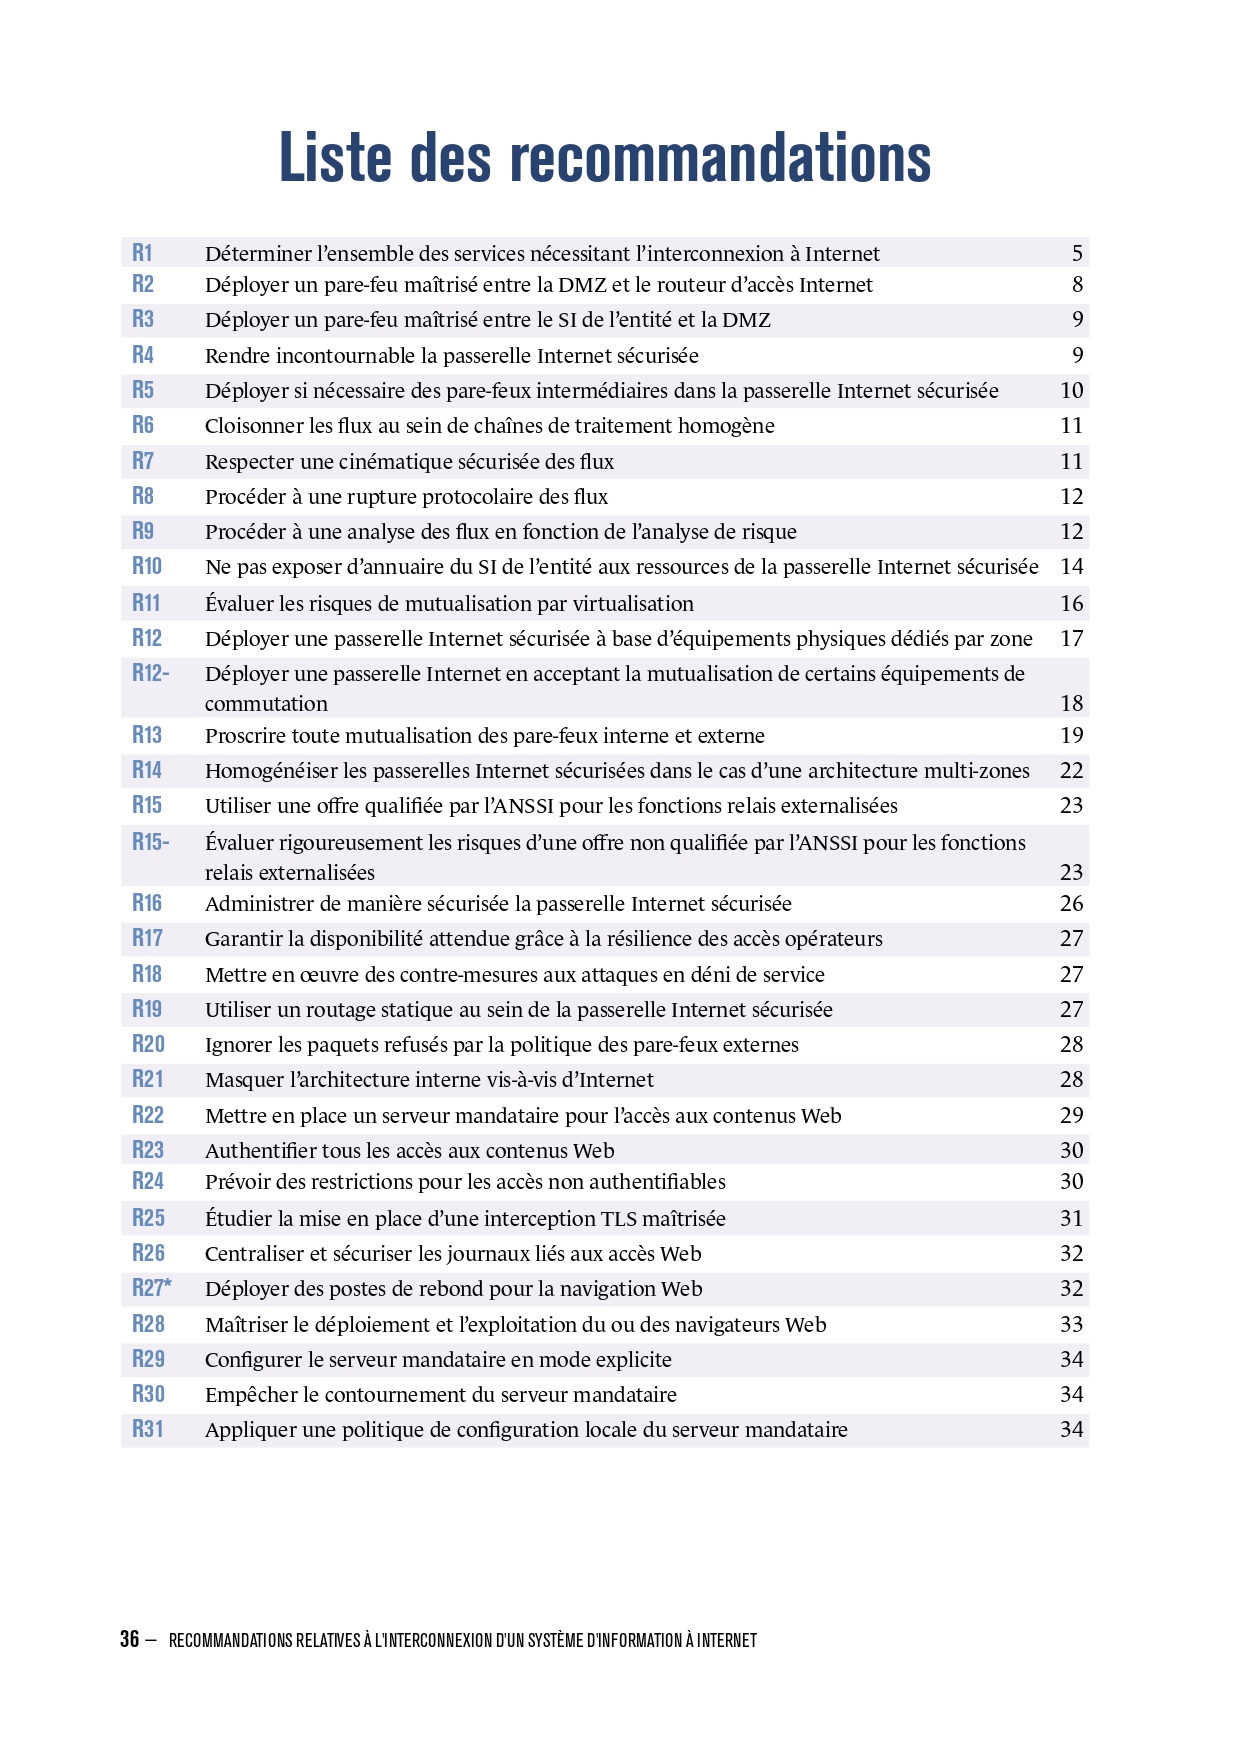 Liste des recommandations
R1 Déterminer l’ensemble des services nécessitant l’interconnexion à Internet 5
R2 Déployer un pare-feu maîtrisé entre la DMZ et le routeur d’accès Internet 8
R3 Déployer un pare-feu maîtrisé entre le SI de l’entité et la DMZ 9
R4 Rendre incontournable la passerelle Internet sécurisée 9
R5 Déployer si nécessaire des pare-feux intermédiaires dans la passerelle Internet sécurisée 10
R6 Cloisonner les flux au sein de chaînes de traitement homogène 11
R7 Respecter une cinématique sécurisée des flux 11
R8 Procéder à une rupture protocolaire des flux 12
R9 Procéder à une analyse des flux en fonction de l’analyse de risque 12
R10 Ne pas exposer d’annuaire du SI de l’entité aux ressources de la passerelle Internet sécurisée 14
R11 Évaluer les risques de mutualisation par virtualisation 16
R12 Déployer une passerelle Internet sécurisée à base d’équipements physiques dédiés par zone 17
R12- Déployer une passerelle Internet en acceptant la mutualisation de certains équipements de
commutation 18
R13 Proscrire toute mutualisation des pare-feux interne et externe 19
R14 Homogénéiser les passerelles Internet sécurisées dans le cas d’une architecture multi-zones 22
R15 Utiliser une offre qualifiée par l’ANSSI pour les fonctions relais externalisées 23
R15- Évaluer rigoureusement les risques d’une offre non qualifiée par l’ANSSI pour les fonctions
relais externalisées 23
R16 Administrer de manière sécurisée la passerelle Internet sécurisée 26
R17 Garantir la disponibilité attendue grâce à la résilience des accès opérateurs 27
R18 Mettre en œuvre des contre-mesures aux attaques en déni de service 27
R19 Utiliser un routage statique au sein de la passerelle Internet sécurisée 27
R20 Ignorer les paquets refusés par la politique des pare-feux externes 28
R21 Masquer l’architecture interne vis-à-vis d’Internet 28
R22 Mettre en place un serveur mandataire pour l’accès aux contenus Web 29
R23 Authentifier tous les accès aux contenus Web 30
R24 Prévoir des restrictions pour les accès non authentifiables 30
R25 Étudier la mise en place d’une interception TLS maîtrisée 31
R26 Centraliser et sécuriser les journaux liés aux accès Web 32
R27* Déployer des postes de rebond pour la navigation Web 32
R28 Maîtriser le déploiement et l’exploitation du ou des navigateurs Web 33
R29 Configurer le serveur mandataire en mode explicite 34
R30 Empêcher le contournement du serveur mandataire 34
R31 Appliquer une politique de configuration locale du serveur mandataire 34
36 – RECOMMANDATIONS RELATIVES À L'INTERCONNEXION D'UN SYSTÈME D'INFORMATION À INTERNET